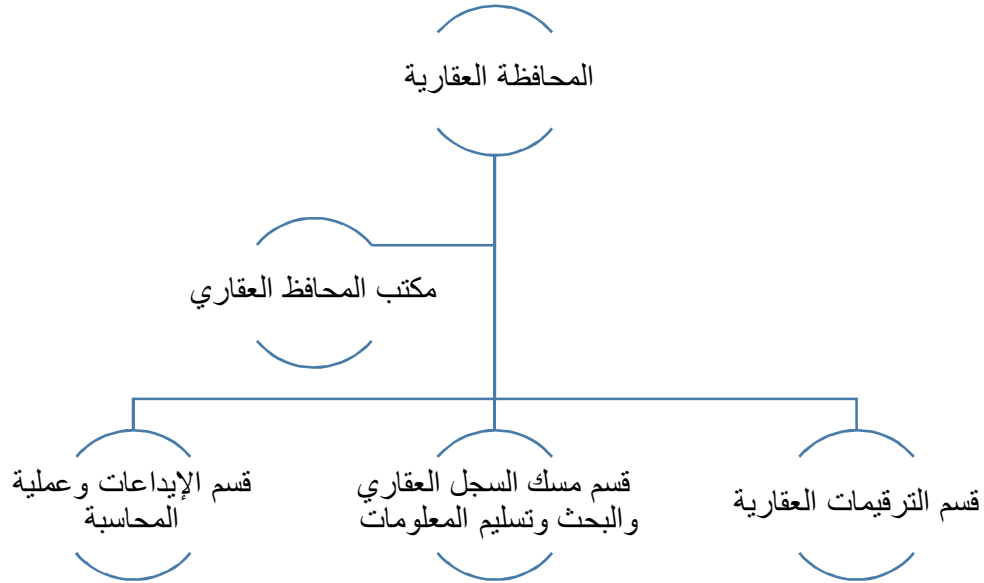 المحافظة العقارية
مكتب المحافظ العقاري
قسم الترقيمات العقارية
قسم مسك السجل العقاري
والبحث وتسليم المعلومات
قسم الإيداعات وعملية
المحاسبة